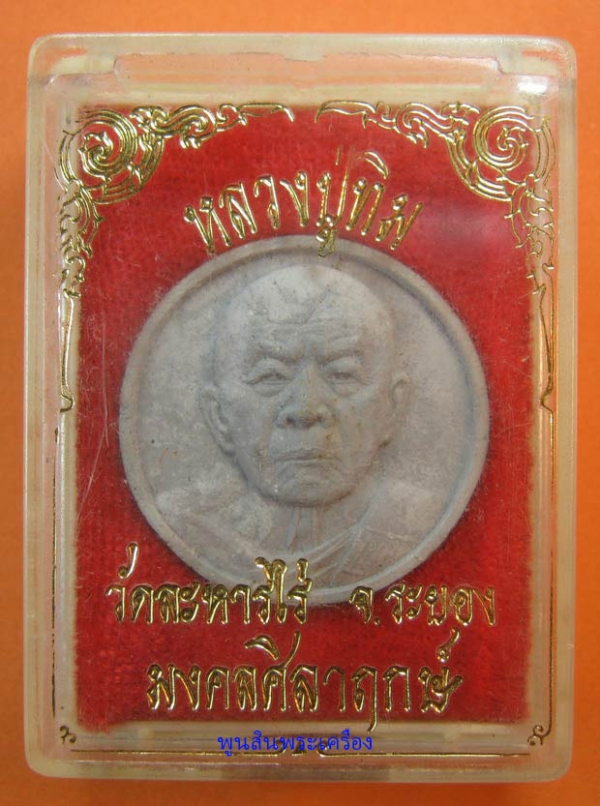 หลวงปู่ทิม
วัดละหารไร่ จ.ระยอง
มงคลศิลาฤกษ์
พูนสินพระเครื่อง